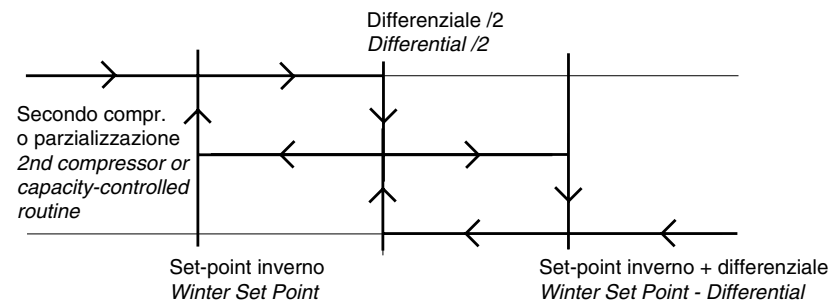 Differenziale /2
Differential /2
Secondo compr.
o parzializzazione
2nd compressor or
capacity-controlled
routine
Set-point inverno
Winter Set Point
Set-point inverno + differenziale
Winter Set Point - Differential